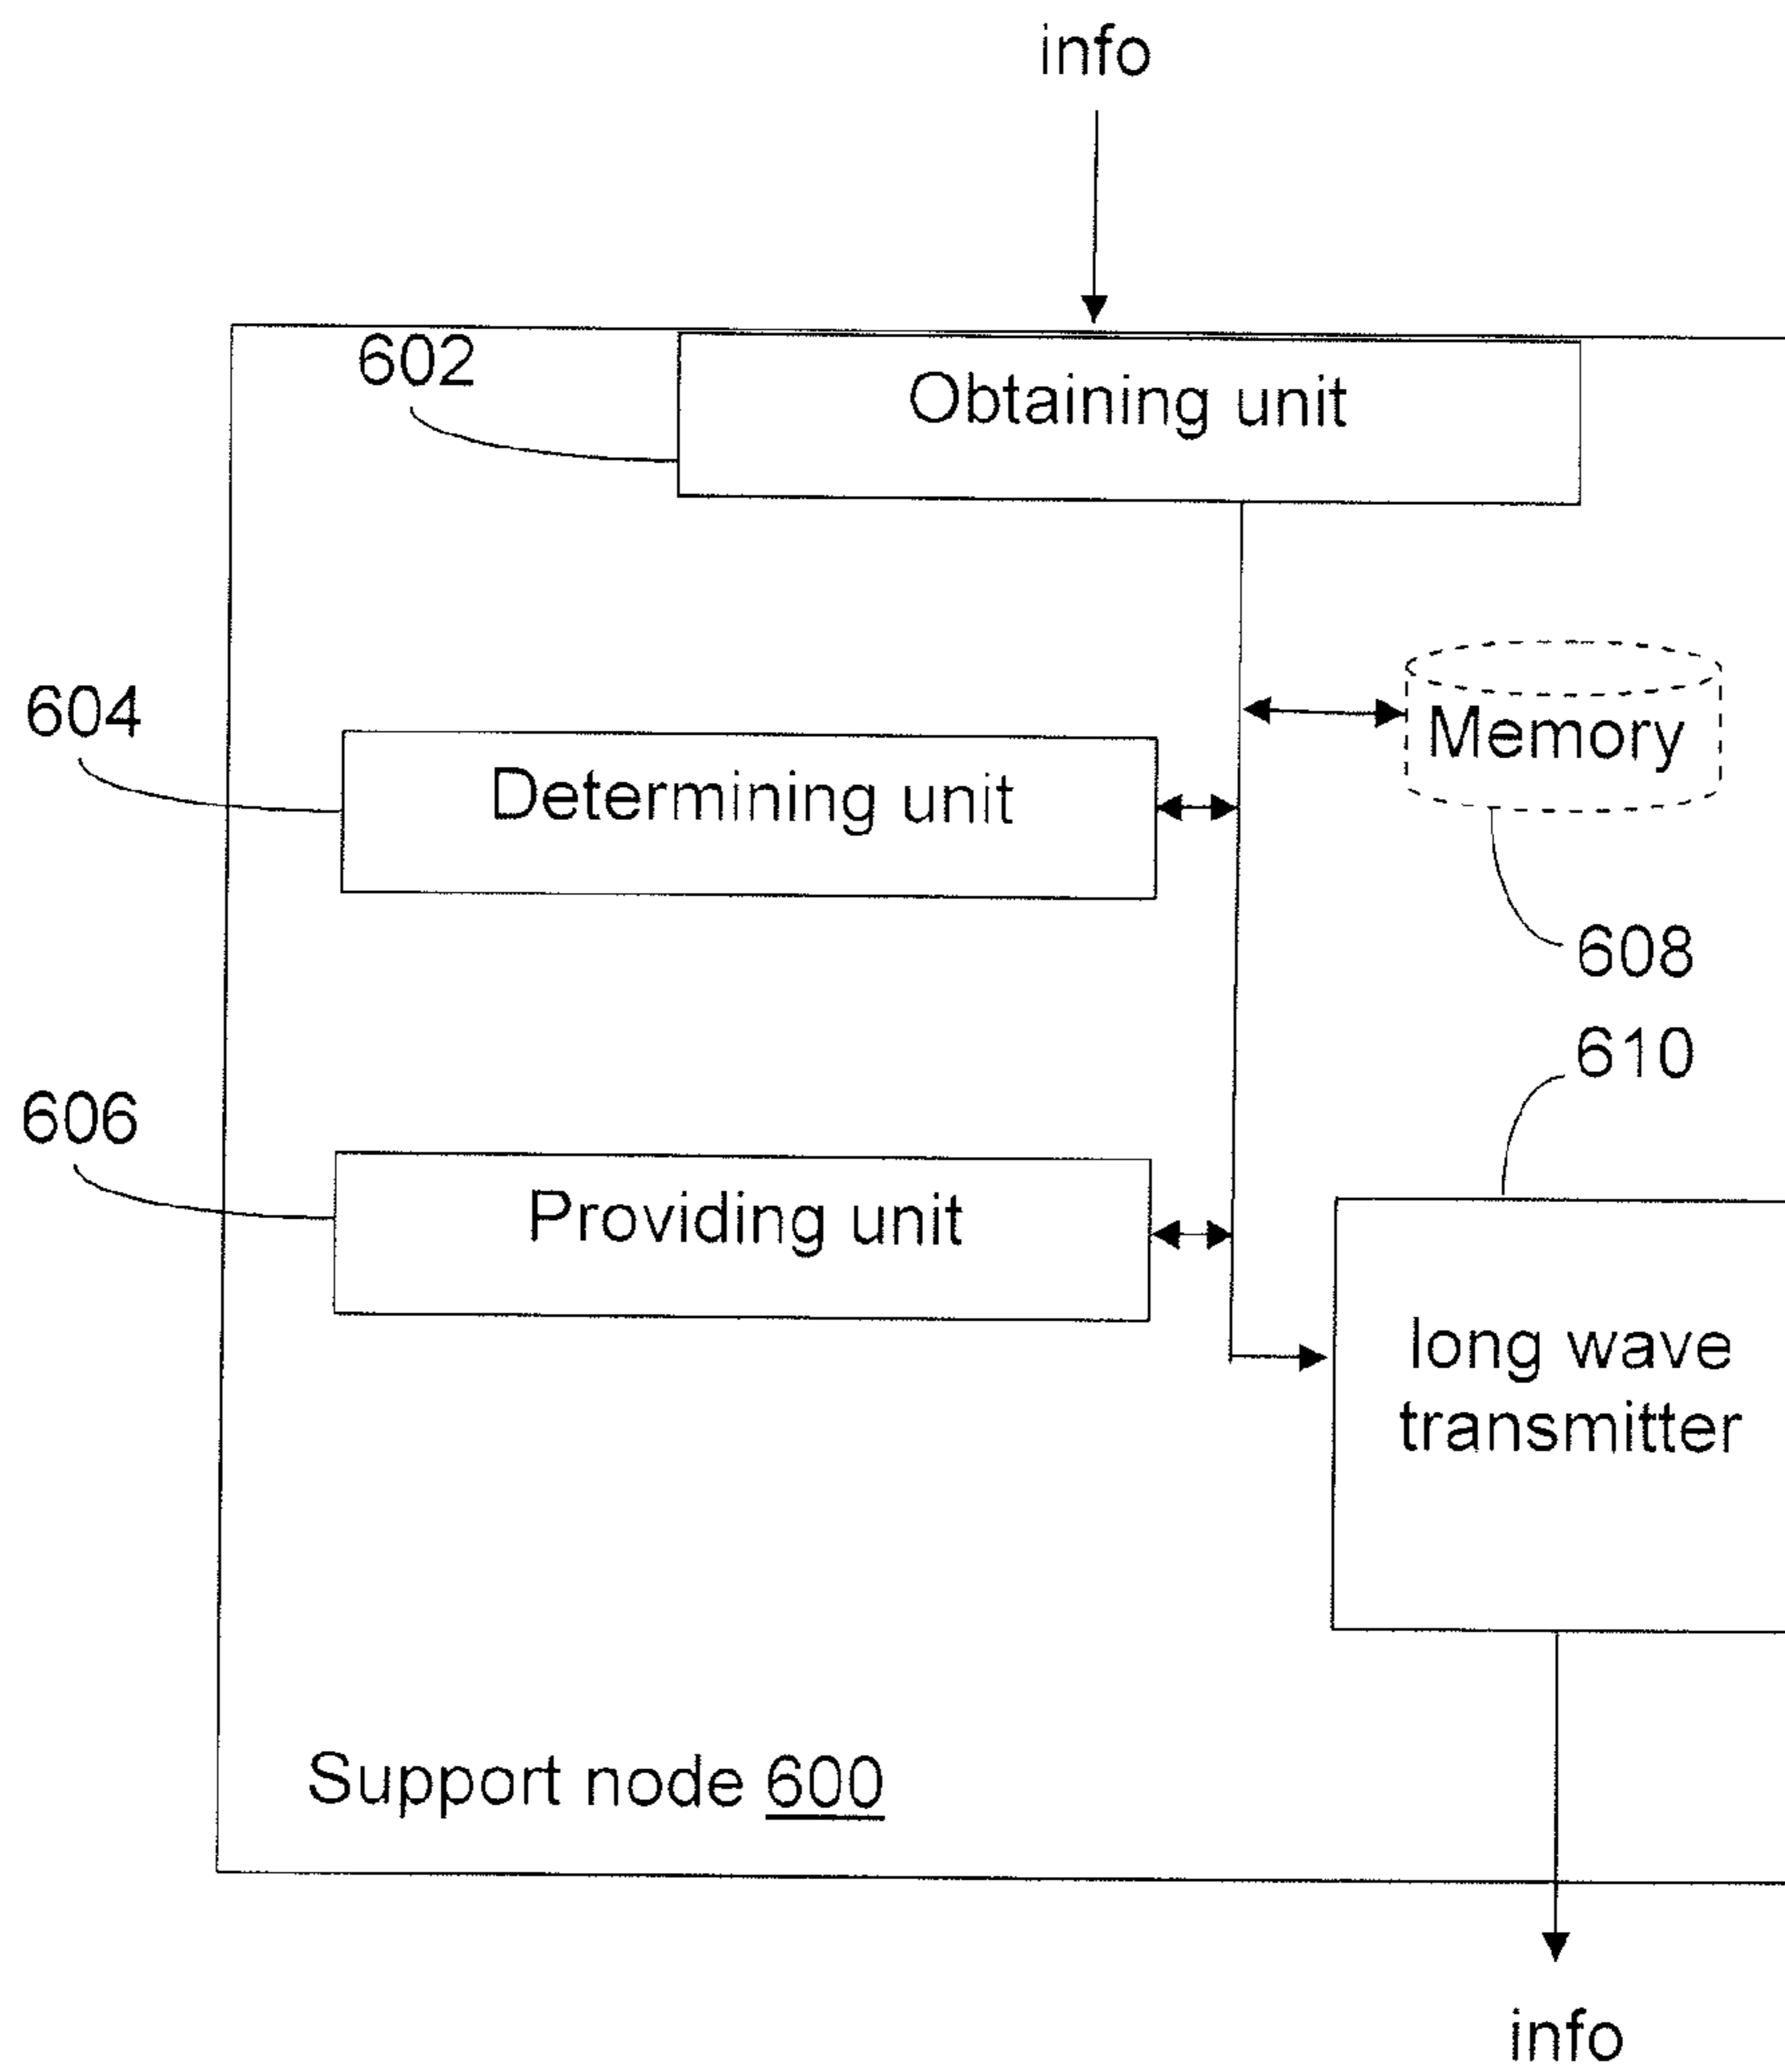 info
602
Obtaining unit
604
Determining unit
Memory
608
610
606
Providing unit
long wave
transmitter
Support node 600
info